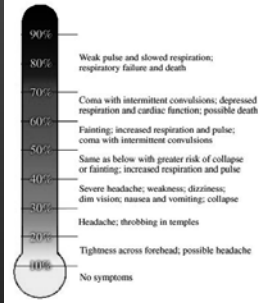 90%
Weak pulse and slowed respiration;
80%
respiratory failure and death
70%
Coma with intermittent convulsions; depressed
respiration and cardiac function; possible death
60%
Fainting; increased respiration and pulse;
coma with intermittent convulsions
50%
Same as below with greater risk of collapse
or fainting; increased respiration and pulse
40%
Severe headache; weakness; dizziness;
dim vision; nausea and vomiting; collapse
30%
Headache; throbbing in temples
20%
Tightness across forehead; possible headache
10%
No symptoms